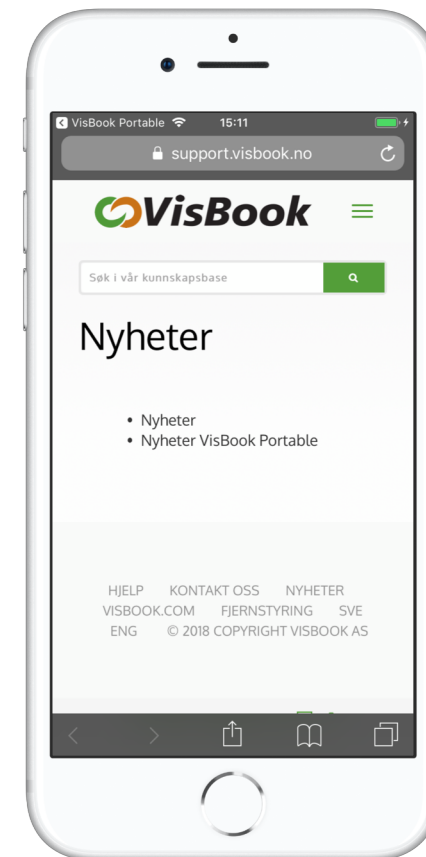 VisBook Portable 15:11
support.visbook.no
VisBook
Søk i vår kunnskapsbase
Nyheter
• Nyheter
• Nyheter VisBook Portable
HJELP KONTAKT OSS NYHETER
VISBOOK.COM FJERNSTYRING SVE
ENG © 2018 COPYRIGHT VISBOOK AS